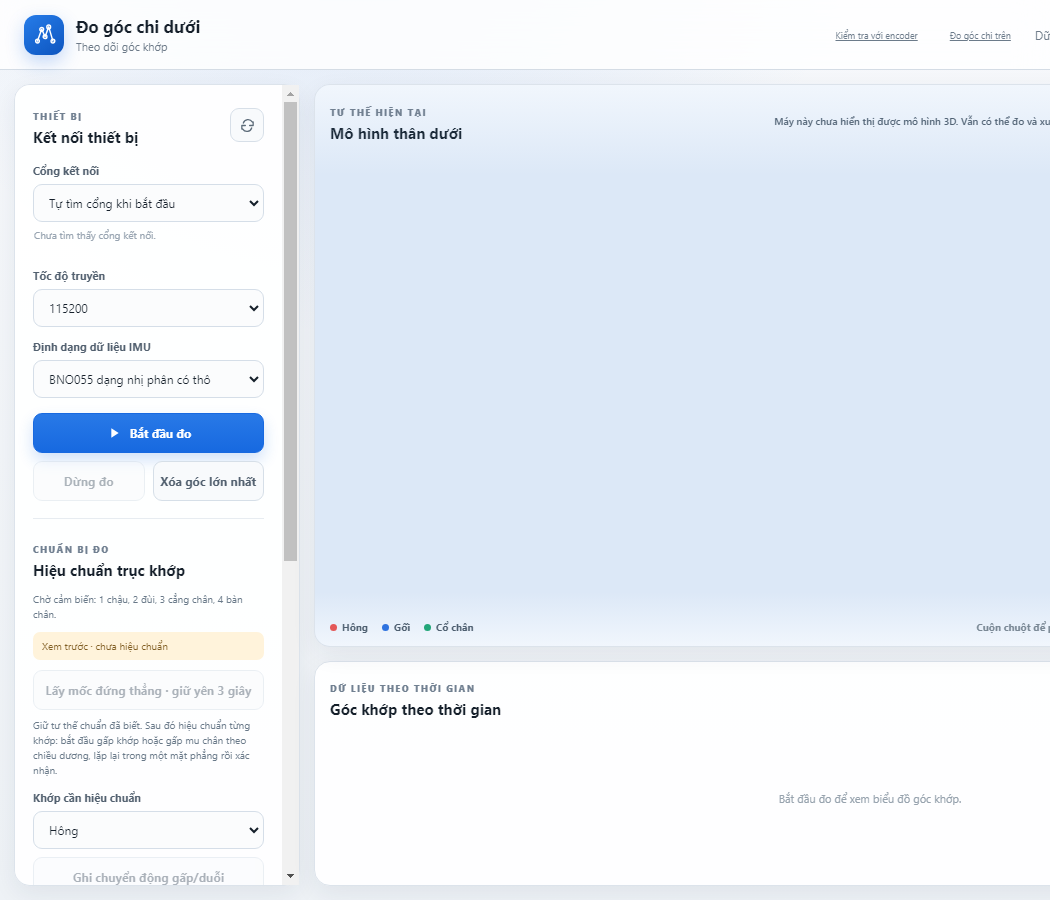 Đo góc chi dưới
Theo dõi góc khớp
Kiểm tra với encoder
Đo góc chi trên
Dữ
THIẾT BỊ
Kết nối thiết bị
Cổng kết nối
Tự tìm cổng khi bắt đầu
Chưa tìm thấy cổng kết nối.
Tốc độ truyền
115200
Định dạng dữ liệu IMU
BNO055 dạng nhị phân có thô
Bắt đầu đo
Dừng đo
Xóa góc lớn nhất
CHUẨN BỊ ĐO
Hiệu chuẩn trục khớp
Chờ cảm biến: 1 chậu, 2 đùi, 3 cẳng chân, 4 bàn
chân.
Xem trước · chưa hiệu chuẩn
Lấy mốc đứng thẳng · giữ yên 3 giây
Giữ tư thế chuẩn đã biết. Sau đó hiệu chuẩn từng
khớp: bắt đầu gấp khớp hoặc gấp mu chân theo
chiều dương, lặp lại trong một mặt phẳng rồi xác
nhận.
Khớp cần hiệu chuẩn
Hông
Ghi chuyển động gấp/duỗi
TƯ THẾ HIỆN TẠI
Mô hình thân dưới
Máy này chưa hiển thị được mô hình 3D. Vẫn có thể đo và xu
Hông
Gối
Cổ chân
Cuộn chuột để p
DỮ LIỆU THEO THỜI GIAN
Góc khớp theo thời gian
Bắt đầu đo để xem biểu đồ góc khớp.